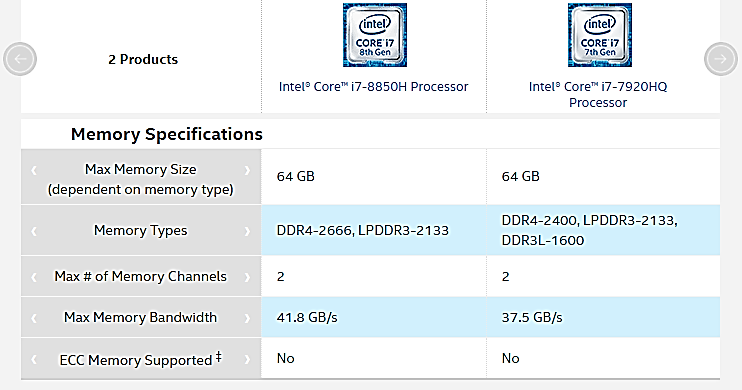 2 Products
intel®
CORE™ i7
8th Gen
Intel® Core™ i7-8850H Processor
intel®
CORE™ i7
7th Gen
Intel® Core™ i7-7920HQ
Processor
Memory Specifications
Max Memory Size
(dependent on memory type)
64 GB
64 GB
Memory Types
DDR4-2666, LPDDR3-2133
DDR4-2400, LPDDR3-2133,
DDR3L-1600
Max # of Memory Channels
2
2
Max Memory Bandwidth
41.8 GB/s
37.5 GB/s
ECC Memory Supported ‡
No
No